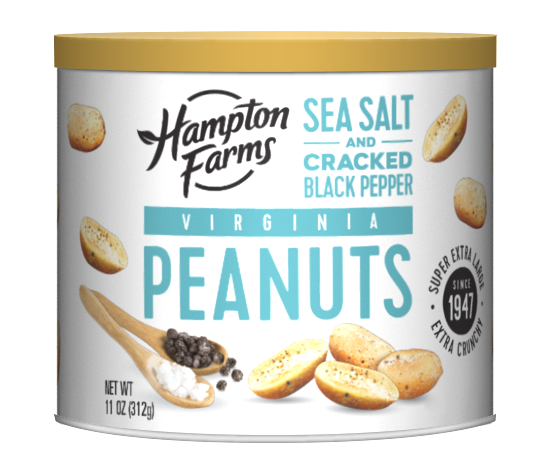 Hampton
Farms
SEA SALT
AND
CRACKED
BLACK PEPPER
VIRGINIA
PEANUTS
SUPER EXTRA LARGE
SINCE
1947
EXTRA CRUNCHY
NET WT
11 OZ (312g)